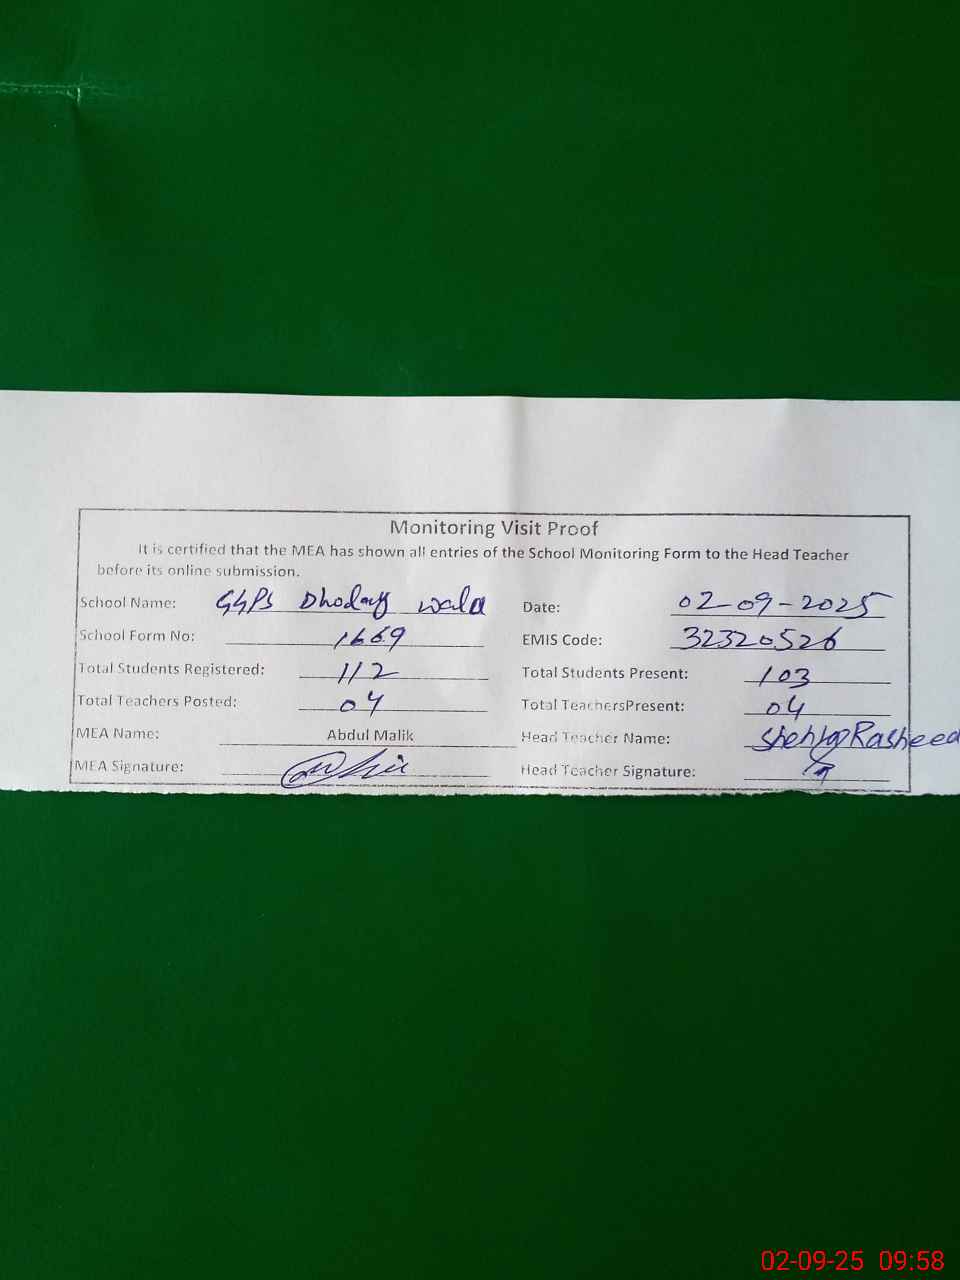 Monitoring Visit Proof
It is certified that the MEA has shown all entries of the School Monitoring Form to the Head Teacher
before its online submission.
School Name: GGPS Dhoday wala Date: 02-09-2025
School Form No: 1669 EMIS Code: 32320526
Total Students Registered: 112 Total Students Present: 103
Total Teachers Posted: 04 Total TeachersPresent: 04
MEA Name: Abdul Malik Head Teacher Name: Rasheed
MEA Signature: Head Teacher Signature:
02-09-25 09:58